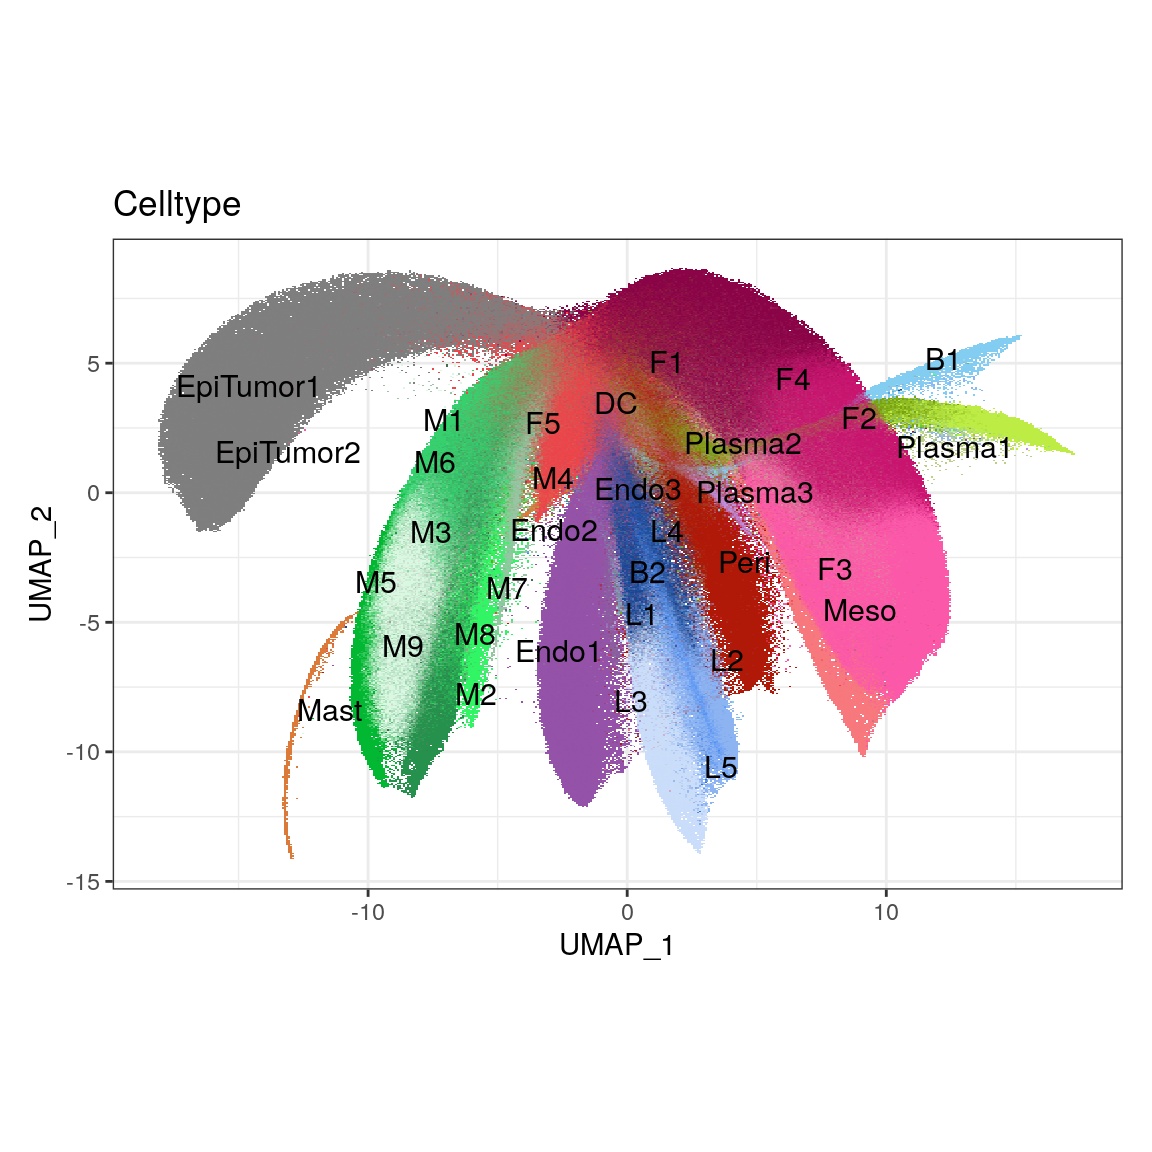 Celltype
B1
F1
F4
EpiTumor1
DC
M1
F5
F2
Plasma2
Plasma1
EpiTumor2
M6
M4
Endo3
Plasma3
M3
Endo2
L4
Peri
F3
B2
M5
M7
Meso
L1
M8
M9
Endo1
L2
M2
L3
Mast
L5
5
0
-5
-10
-15
UMAP_2
-10
0
10
UMAP_1